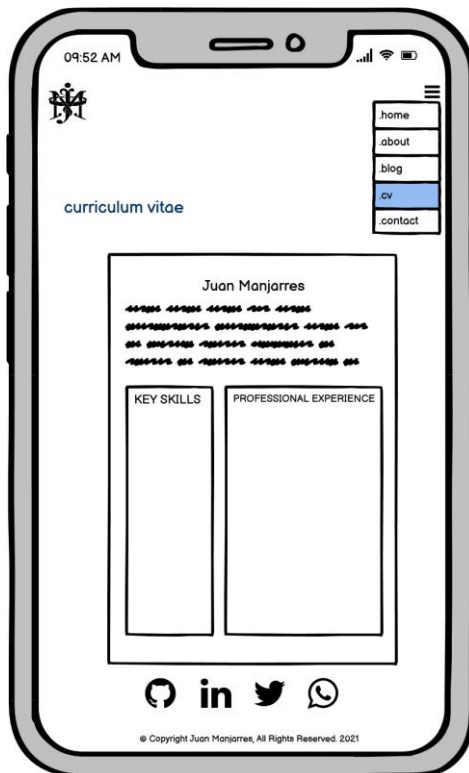 09:52 AM
.home
.about
.blog
.cv
.contact
curriculum vitae
Juan Manjarres
KEY SKILLS
PROFESSIONAL EXPERIENCE
in
© Copyright Juan Manjarres, All Rights Reserved. 2021